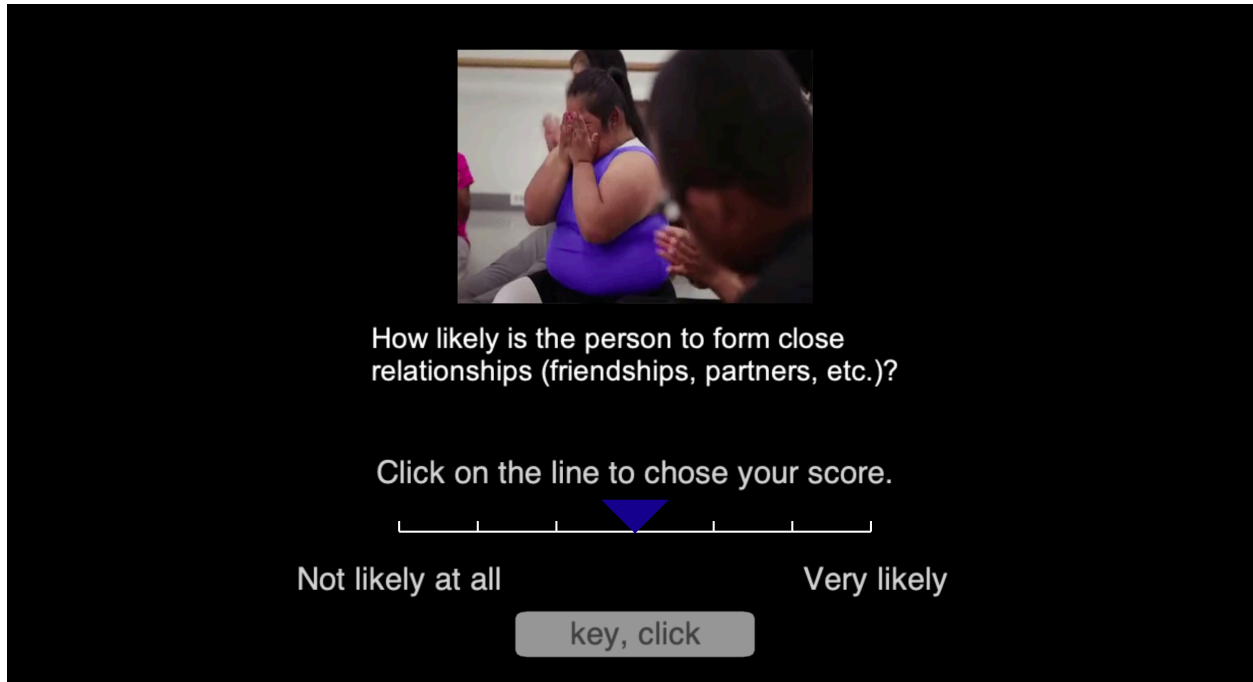 How likely is the person to form close
relationships (friendships, partners, etc.)?
Click on the line to chose your score.
Not likely at all
Very likely
key, click